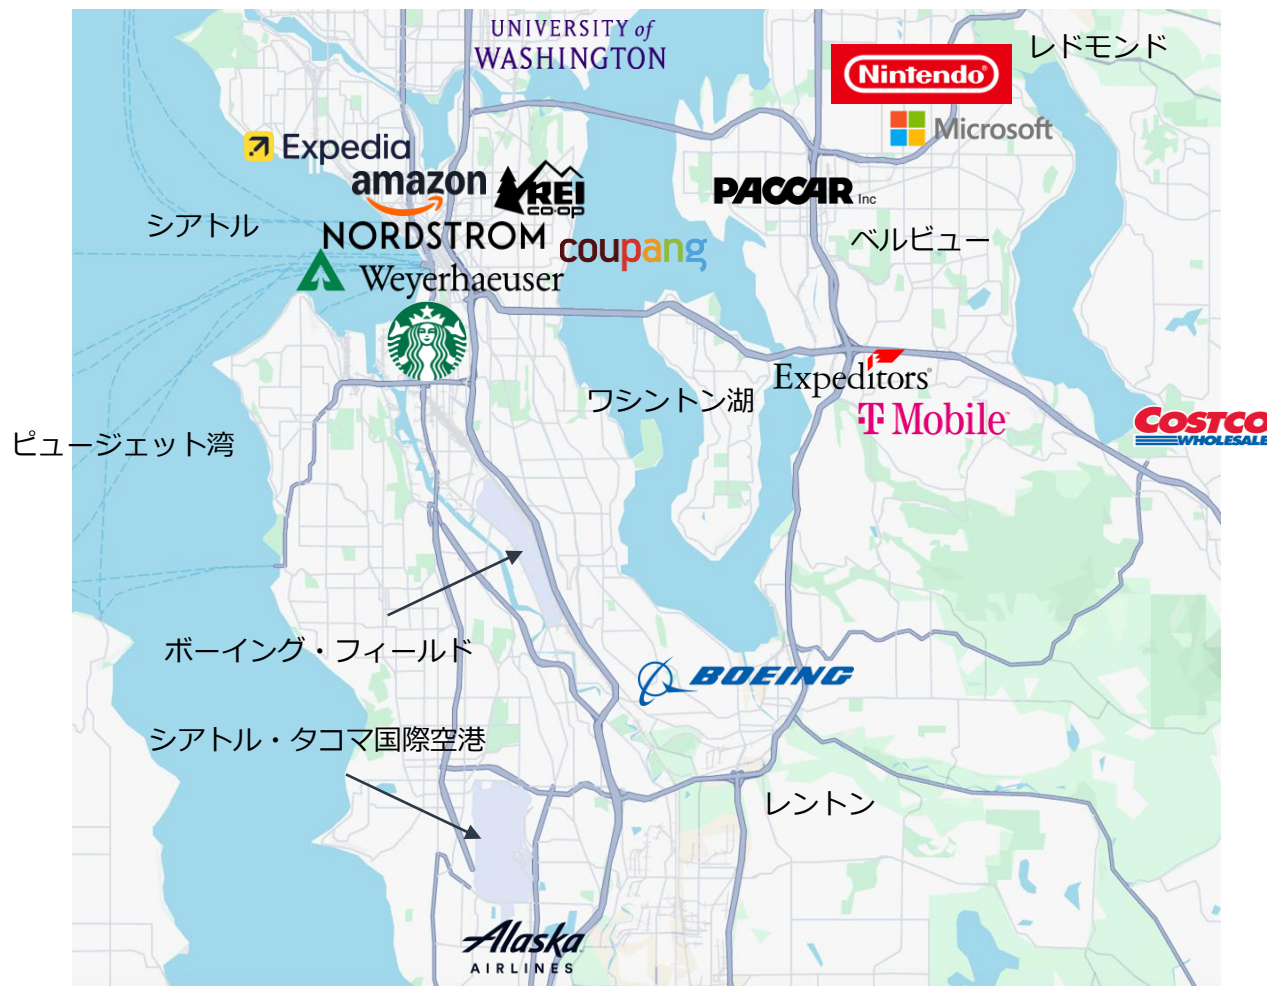 UNIVERSITY of
WASHINGTON
レドモンド
Nintendo®
Microsoft
Expedia
amazon
REI
co·op
PACCAR Inc
シアトル
NORDSTROM
coupang
ベルビュー
Weyerhaeuser
Expeditors®
ワシントン湖
T Mobile™
COSTCO
WHOLESALE
ピュージェット湾
ボーイング・フィールド
BOEING
シアトル・タコマ国際空港
レントン
Alaska
AIRLINES